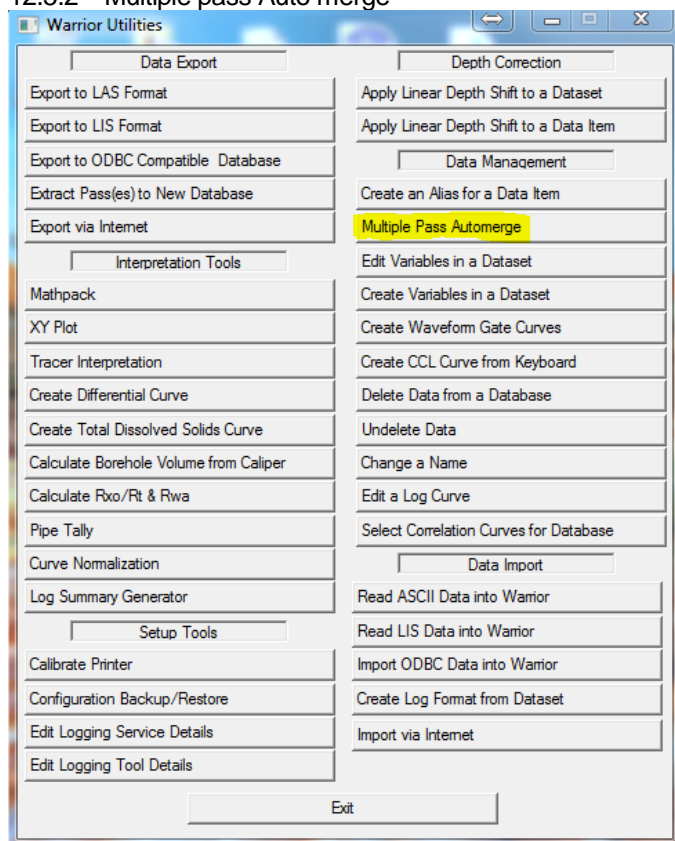 12.5.2 Multiple pass Auto merge
Warrior Utilities
Data Export
Export to LAS Format
Export to LIS Format
Export to ODBC Compatible Database
Extract Pass(es) to New Database
Export via Internet
Interpretation Tools
Mathpack
XY Plot
Tracer Interpretation
Create Differential Curve
Create Total Dissolved Solids Curve
Calculate Borehole Volume from Caliper
Calculate Rxo/Rt & Rwa
Pipe Tally
Curve Normalization
Log Summary Generator
Setup Tools
Calibrate Printer
Configuration Backup/Restore
Edit Logging Service Details
Edit Logging Tool Details
Depth Correction
Apply Linear Depth Shift to a Dataset
Apply Linear Depth Shift to a Data Item
Data Management
Create an Alias for a Data Item
Multiple Pass Automerge
Edit Variables in a Dataset
Create Variables in a Dataset
Create Waveform Gate Curves
Create CCL Curve from Keyboard
Delete Data from a Database
Undelete Data
Change a Name
Edit a Log Curve
Select Correlation Curves for Database
Data Import
Read ASCII Data into Warrior
Read LIS Data into Warrior
Import ODBC Data into Warrior
Create Log Format from Dataset
Import via Internet
Exit